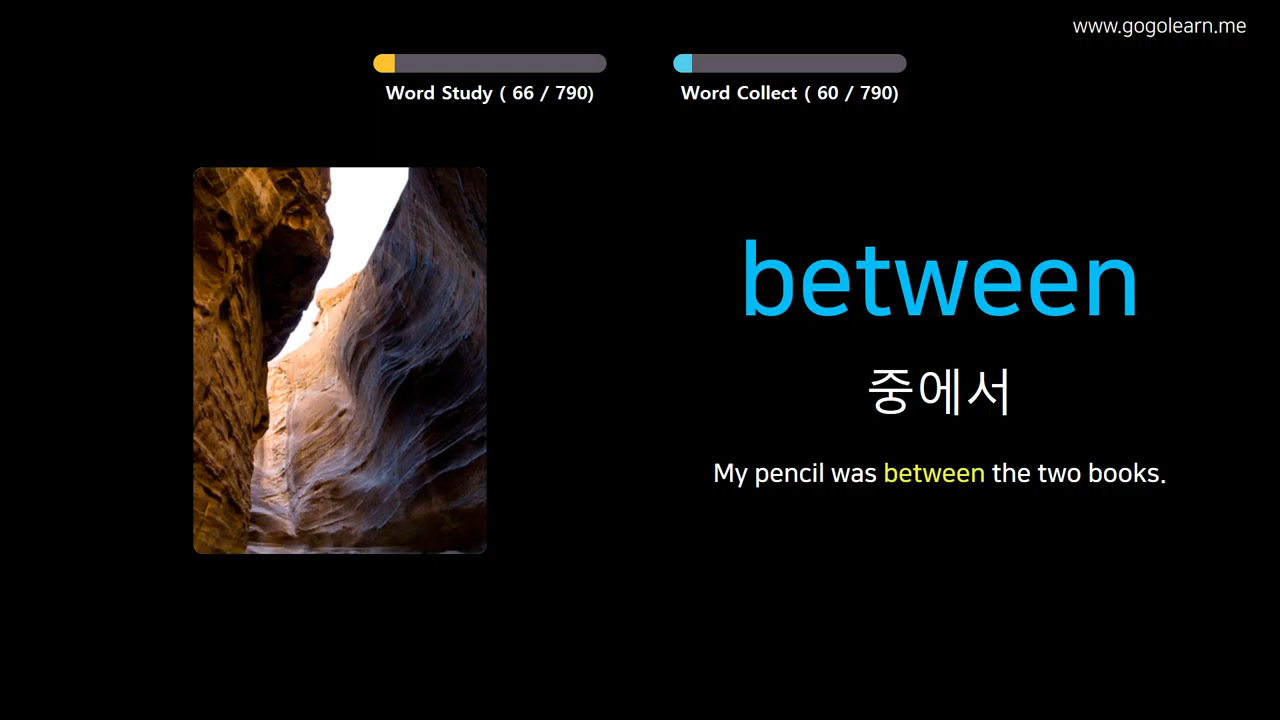 www.gogolearn.me
Word Study ( 66 / 790)
Word Collect ( 60 / 790)
between
중에서
My pencil was between the two books.